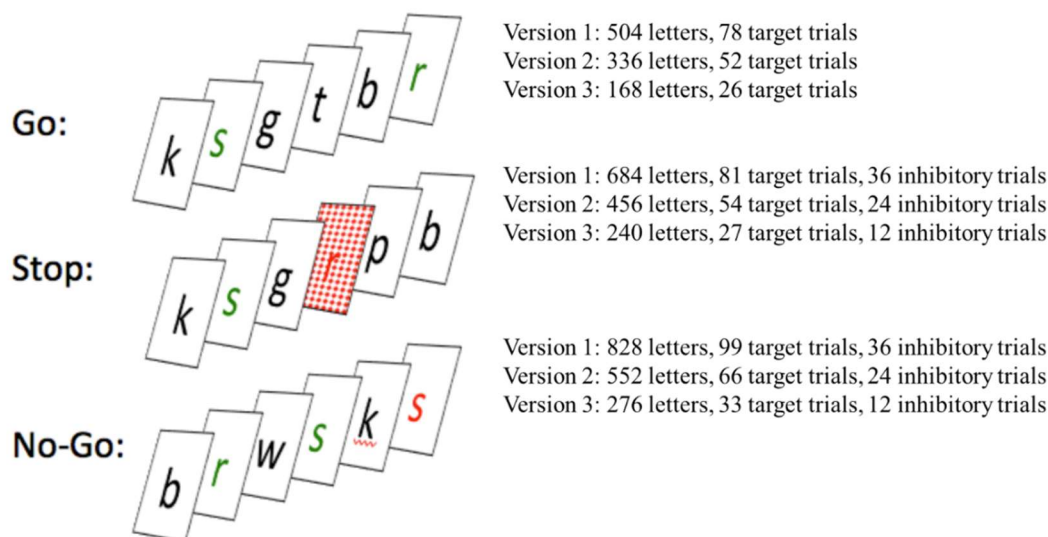 Go:
k s g t b r
Version 1: 504 letters, 78 target trials
Version 2: 336 letters, 52 target trials
Version 3: 168 letters, 26 target trials
Stop:
k s g r p b
Version 1: 684 letters, 81 target trials, 36 inhibitory trials
Version 2: 456 letters, 54 target trials, 24 inhibitory trials
Version 3: 240 letters, 27 target trials, 12 inhibitory trials
No-Go:
b r w s k s
Version 1: 828 letters, 99 target trials, 36 inhibitory trials
Version 2: 552 letters, 66 target trials, 24 inhibitory trials
Version 3: 276 letters, 33 target trials, 12 inhibitory trials